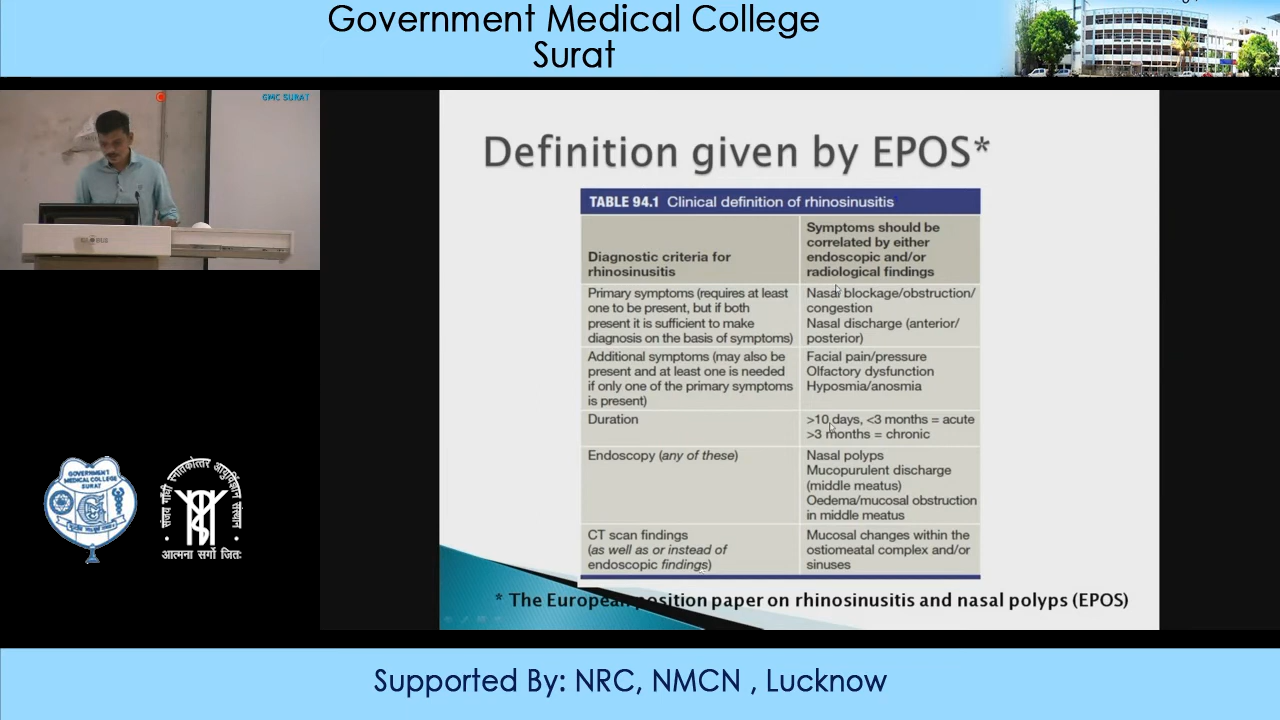 Government Medical College
Surat
GMC SURAT
Definition given by EPOS*
TABLE 94.1 Clinical definition of rhinosinusitis
Diagnostic criteria for
rhinosinusitis
Symptoms should be
correlated by either
endoscopic and/or
radiological findings
Primary symptoms (requires at least
one to be present, but if both
present it is sufficient to make
diagnosis on the basis of symptoms)
Nasal blockage/obstruction/
congestion
Nasal discharge (anterior/
posterior)
Additional symptoms (may also be
present and at least one is needed
if only one of the primary symptoms
is present)
Facial pain/pressure
Olfactory dysfunction
Hyposmia/anosmia
Duration
>10 days, <3 months = acute
>3 months = chronic
Endoscopy (any of these)
Nasal polyps
Mucopurulent discharge
(middle meatus)
Oedema/mucosal obstruction
in middle meatus
CT scan findings
(as well as or instead of
endoscopic findings)
Mucosal changes within the
ostiomeatal complex and/or
sinuses
* The European position paper on rhinosinusitis and nasal polyps (EPOS)
GOVERNMENT
MEDICAL COLLEGE
SURAT
संजय गाँधी स्नातकोत्तर आयुर्विज्ञान संस्थान
आत्मना सर्गो जितः
Supported By: NRC, NMCN , Lucknow